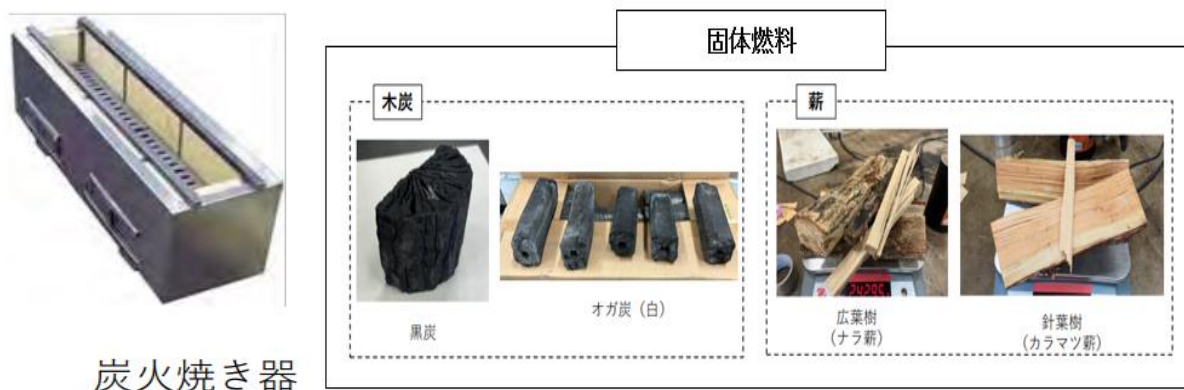 固体燃料
木炭
薪
黒炭
オガ炭（白）
広葉樹
（ナラ薪）
針葉樹
（カラマツ薪）
炭火焼き器